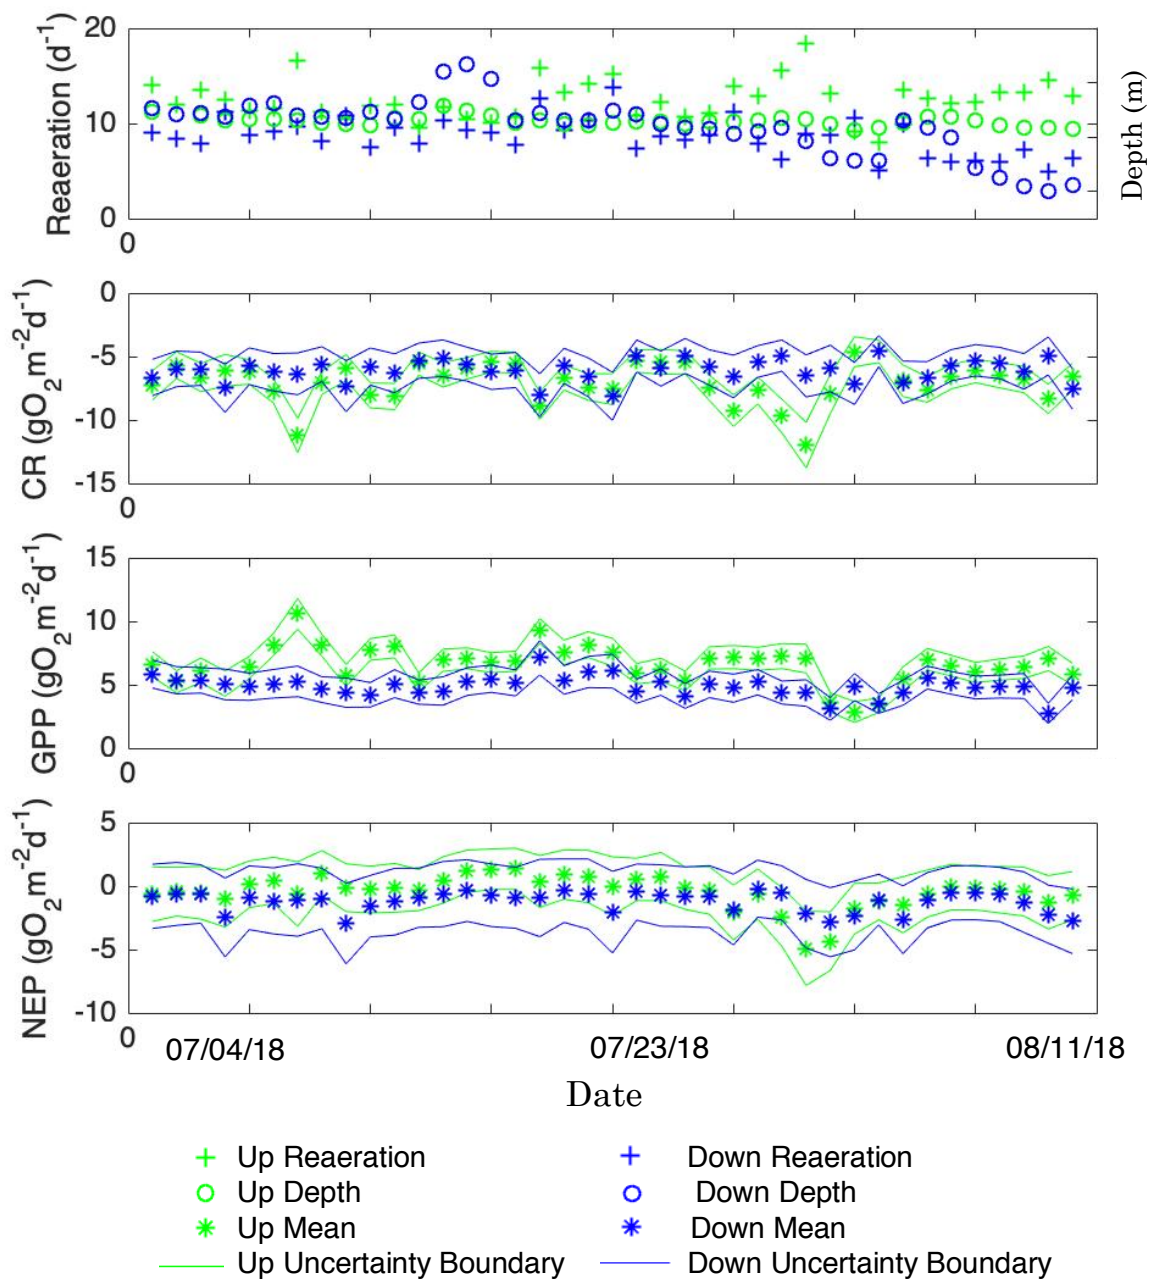 20
10
0
0
Reaeration (d-1)
Depth (m)
0
-5
-10
-15
0
CR (gO2m-2d-1)
15
10
5
0
0
GPP (gO2m-2d-1)
5
0
-5
-10
0
NEP (gO2m-2d-1)
07/04/18 07/23/18 08/11/18
Date
Up Reaeration Down Reaeration
Up Depth Down Depth
Up Mean Down Mean
Up Uncertainty Boundary Down Uncertainty Boundary